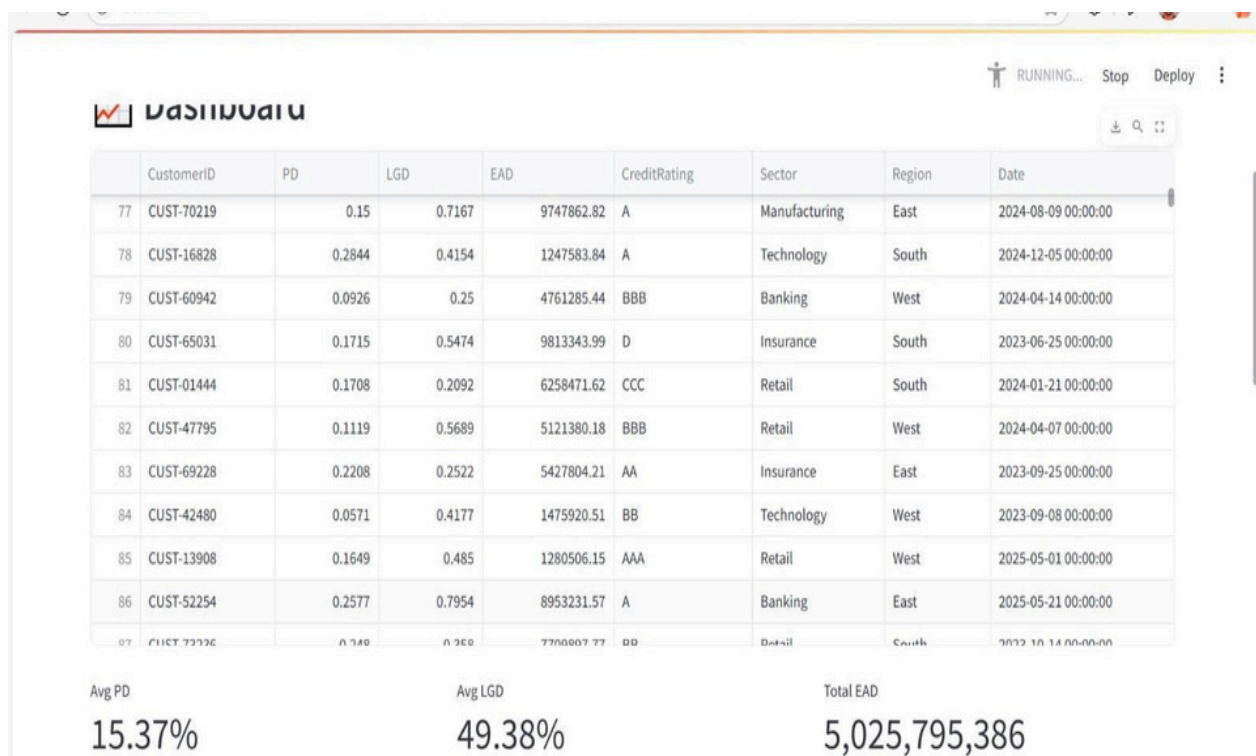 RUNNING... Stop Deploy
Dashboard
CustomerID PD LGD EAD CreditRating Sector Region Date
77 CUST-70219 0.15 0.7167 9747862.82 A Manufacturing East 2024-08-09 00:00:00
78 CUST-16828 0.2844 0.4154 1247583.84 A Technology South 2024-12-05 00:00:00
79 CUST-60942 0.0926 0.25 4761285.44 BBB Banking West 2024-04-14 00:00:00
80 CUST-65031 0.1715 0.5474 9813343.99 D Insurance South 2023-06-25 00:00:00
81 CUST-01444 0.1708 0.2092 6258471.62 CCC Retail South 2024-01-21 00:00:00
82 CUST-47795 0.1119 0.5689 5121380.18 BBB Retail West 2024-04-07 00:00:00
83 CUST-69228 0.2208 0.2522 5427804.21 AA Insurance East 2023-09-25 00:00:00
84 CUST-42480 0.0571 0.4177 1475920.51 BB Technology West 2023-09-08 00:00:00
85 CUST-13908 0.1649 0.485 1280506.15 AAA Retail West 2025-05-01 00:00:00
86 CUST-52254 0.2577 0.7954 8953231.57 A Banking East 2025-05-21 00:00:00
87 Retail South
Avg PD Avg LGD Total EAD
15.37% 49.38% 5,025,795,386